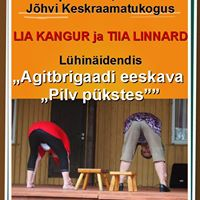 Jõhvi Keskraamatukogus
LIA KANGUR ja TIIA LINNARD
Lühinäidendis
„Agitbrigaadi eeskava
„Pilv pükstes””